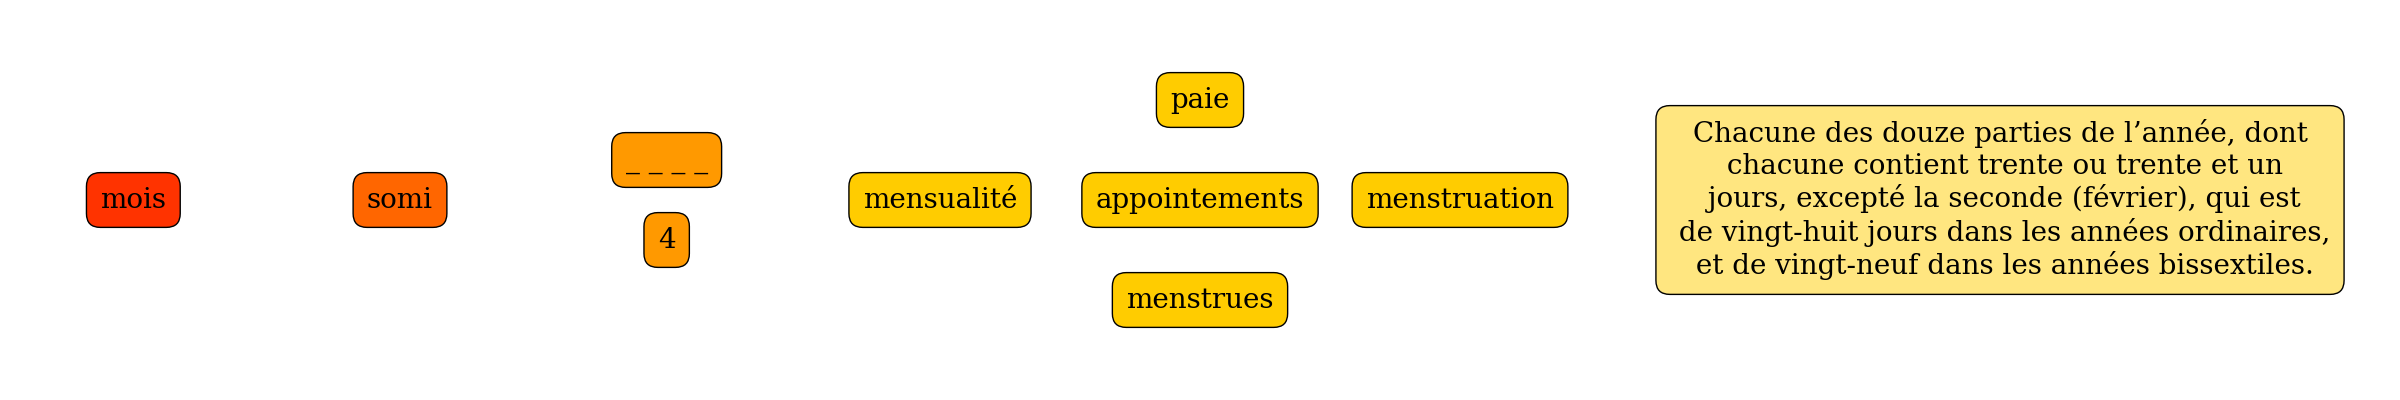 mois
somi
_ _ _ _
4
mensualité
paie
appointements
menstrues
menstruation
Chacune des douze parties de l’année, dont
chacune contient trente ou trente et un
jours, excepté la seconde (février), qui est
de vingt-huit jours dans les années ordinaires,
et de vingt-neuf dans les années bissextiles.